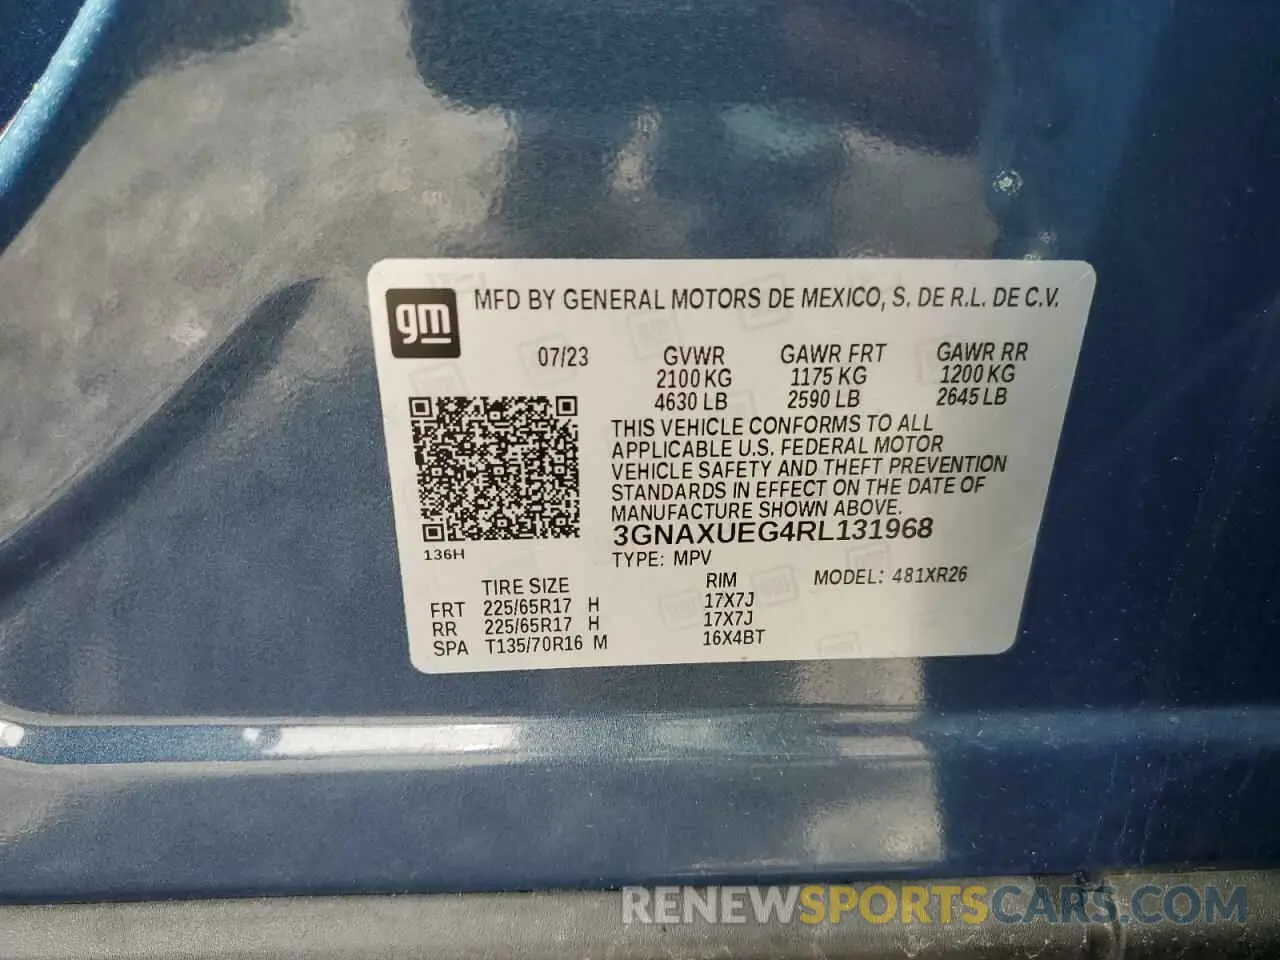 gm MFD BY GENERAL MOTORS DE MEXICO, S. DE R.L. DE C.V.
07/23 GVWR GAWR FRT GAWR RR
2100 KG 1175 KG 1200 KG
4630 LB 2590 LB 2645 LB
THIS VEHICLE CONFORMS TO ALL
APPLICABLE U.S. FEDERAL MOTOR
VEHICLE SAFETY AND THEFT PREVENTION
STANDARDS IN EFFECT ON THE DATE OF
MANUFACTURE SHOWN ABOVE.
3GNAXUEG4RL131968
136H
TYPE: MPV
TIRE SIZE RIM MODEL: 481XR26
FRT 225/65R17 H 17X7J
RR 225/65R17 H 17X7J
SPA T135/70R16 M 16X4BT
RENEWSPORTSCARS.COM